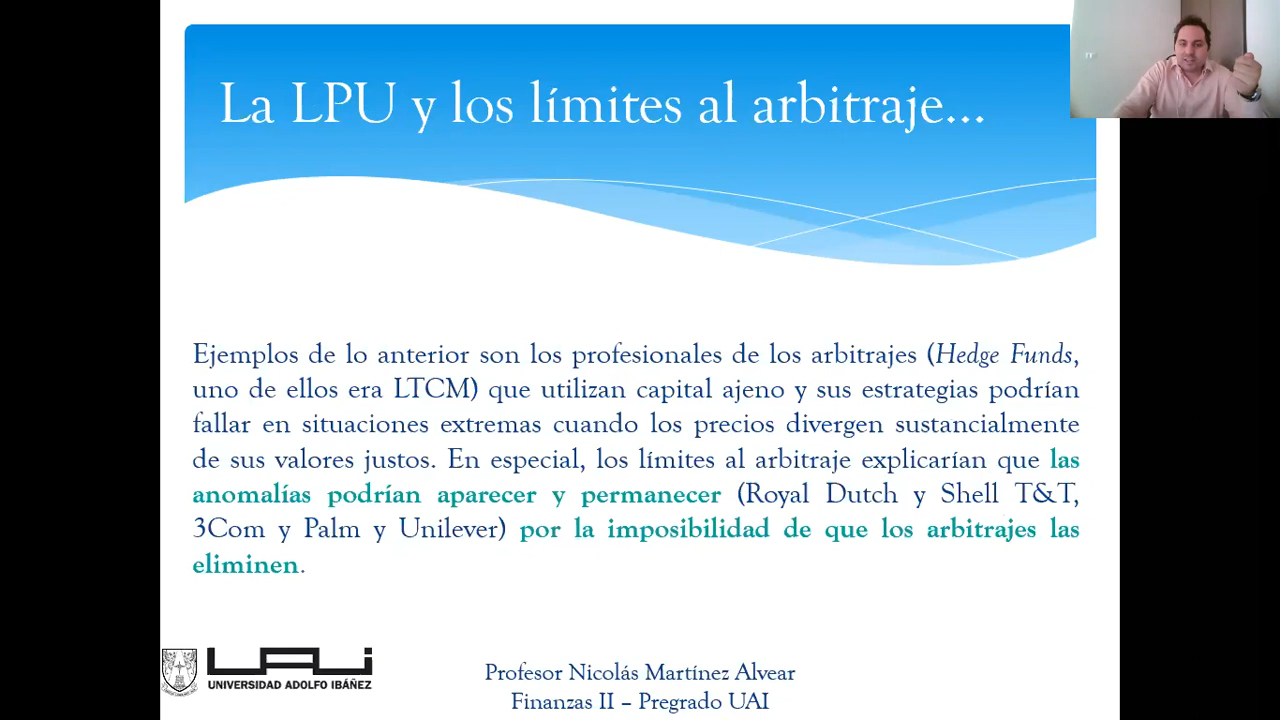 La LPU y los límites al arbitraje...
Ejemplos de lo anterior son los profesionales de los arbitrajes (Hedge Funds,
uno de ellos era LTCM) que utilizan capital ajeno y sus estrategias podrían
fallar en situaciones extremas cuando los precios divergen sustancialmente
de sus valores justos. En especial, los límites al arbitraje explicarían que las
anomalías podrían aparecer y permanecer (Royal Dutch y Shell T&T,
3Com y Palm y Unilever) por la imposibilidad de que los arbitrajes las
eliminen.
UAI
UNIVERSIDAD ADOLFO IBÁÑEZ
Profesor Nicolás Martínez Alvear
Finanzas II – Pregrado UAI